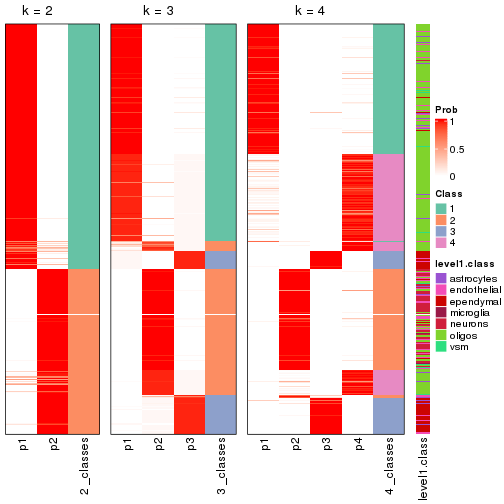 k = 2
k = 3
k = 4
p1
p2
2_classes
p1
p2
p3
3_classes
p1
p2
p3
p4
4_classes
level1.class
Prob
1
0.5
0
Class
1
2
3
4
level1.class
astrocytes
endothelial
ependymal
microglia
neurons
oligos
vsm